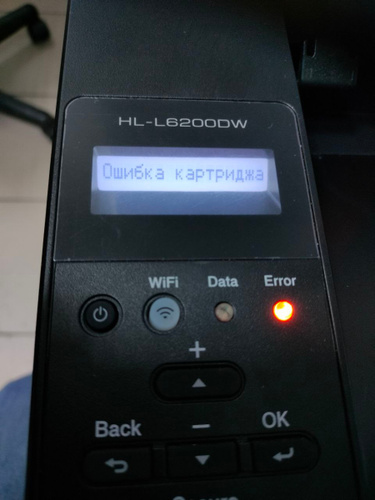 HL-L6200DW
Ошибка картриджа
WiFi Data Error
+
Back − OK